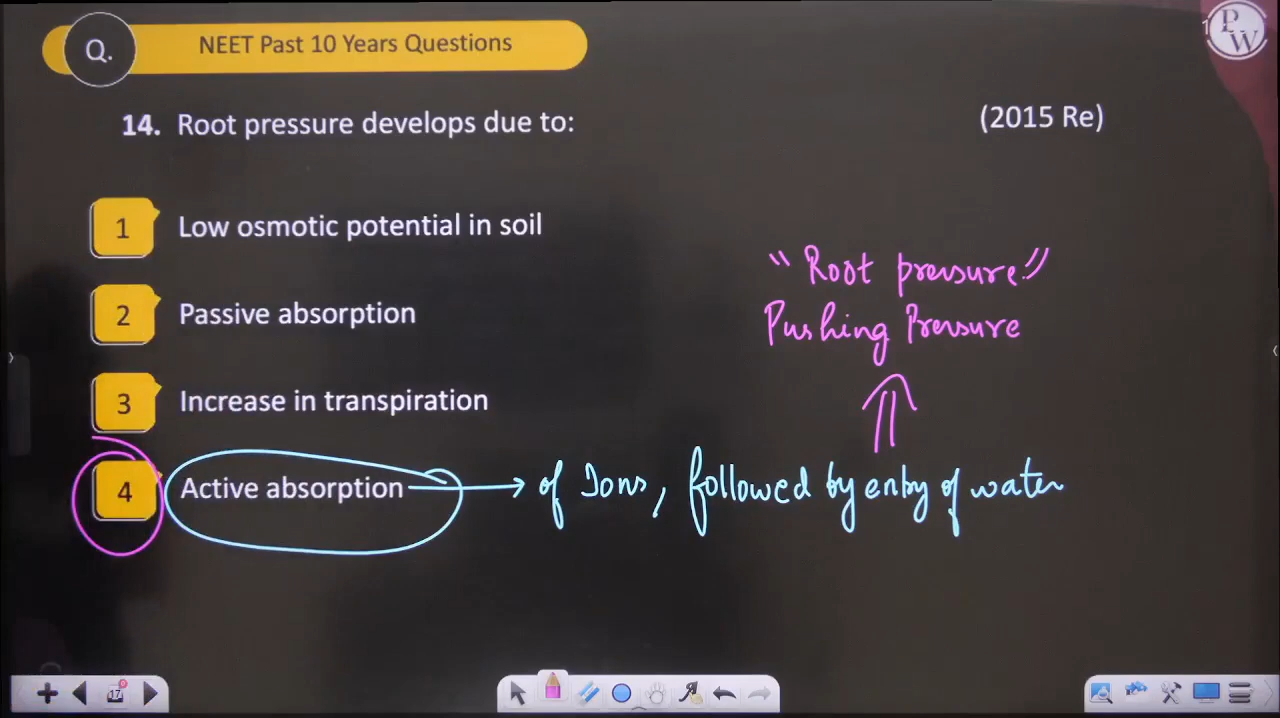 Q.
NEET Past 10 Years Questions
PW
14. Root pressure develops due to:
(2015 Re)
1 Low osmotic potential in soil
2 Passive absorption
3 Increase in transpiration
4 Active absorption → of Ions, followed by entry of water
"Root pressure"
Pushing Pressure
17